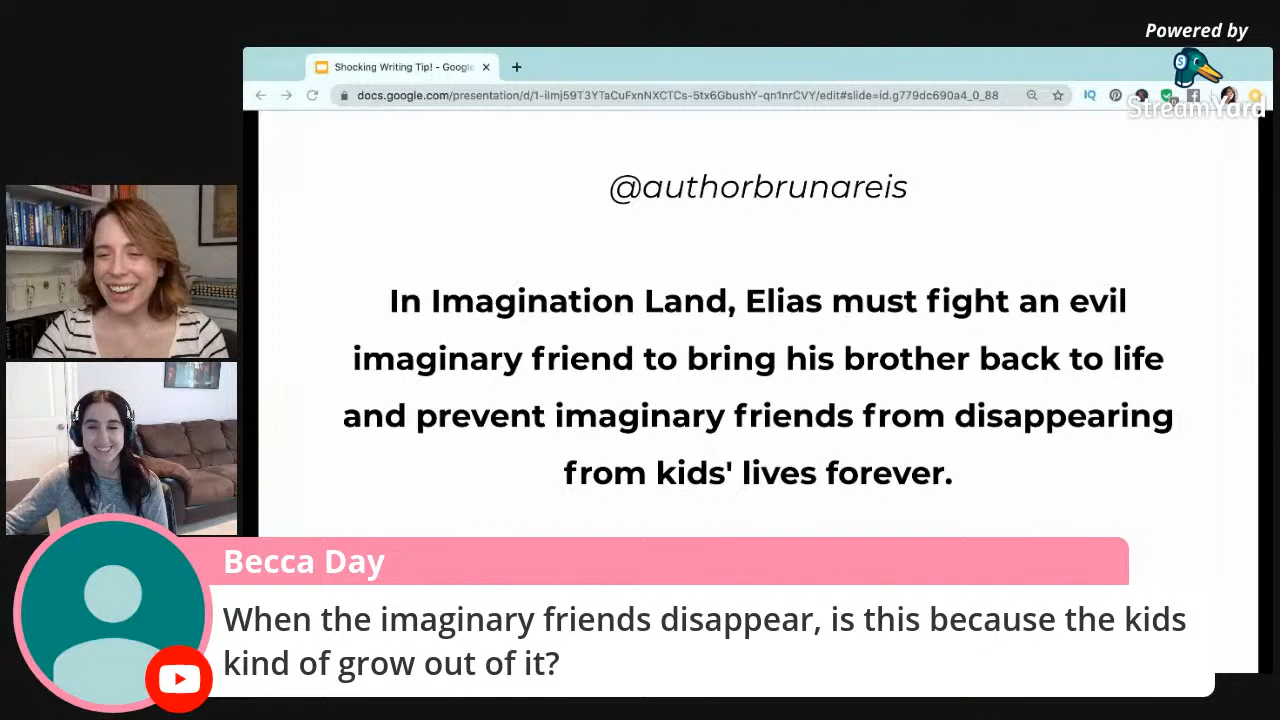 Powered by
StreamYard
Shocking Writing Tip! - Google
docs.google.com/presentation/d/1-iImj59T3YTaCuFxnNXCTCs-5tx6GbushY-qn1nrCVY/edit#slide=id.g779dc690a4_0_88
@authorbrunareis
In Imagination Land, Elias must fight an evil
imaginary friend to bring his brother back to life
and prevent imaginary friends from disappearing
from kids' lives forever.
Becca Day
When the imaginary friends disappear, is this because the kids
kind of grow out of it?